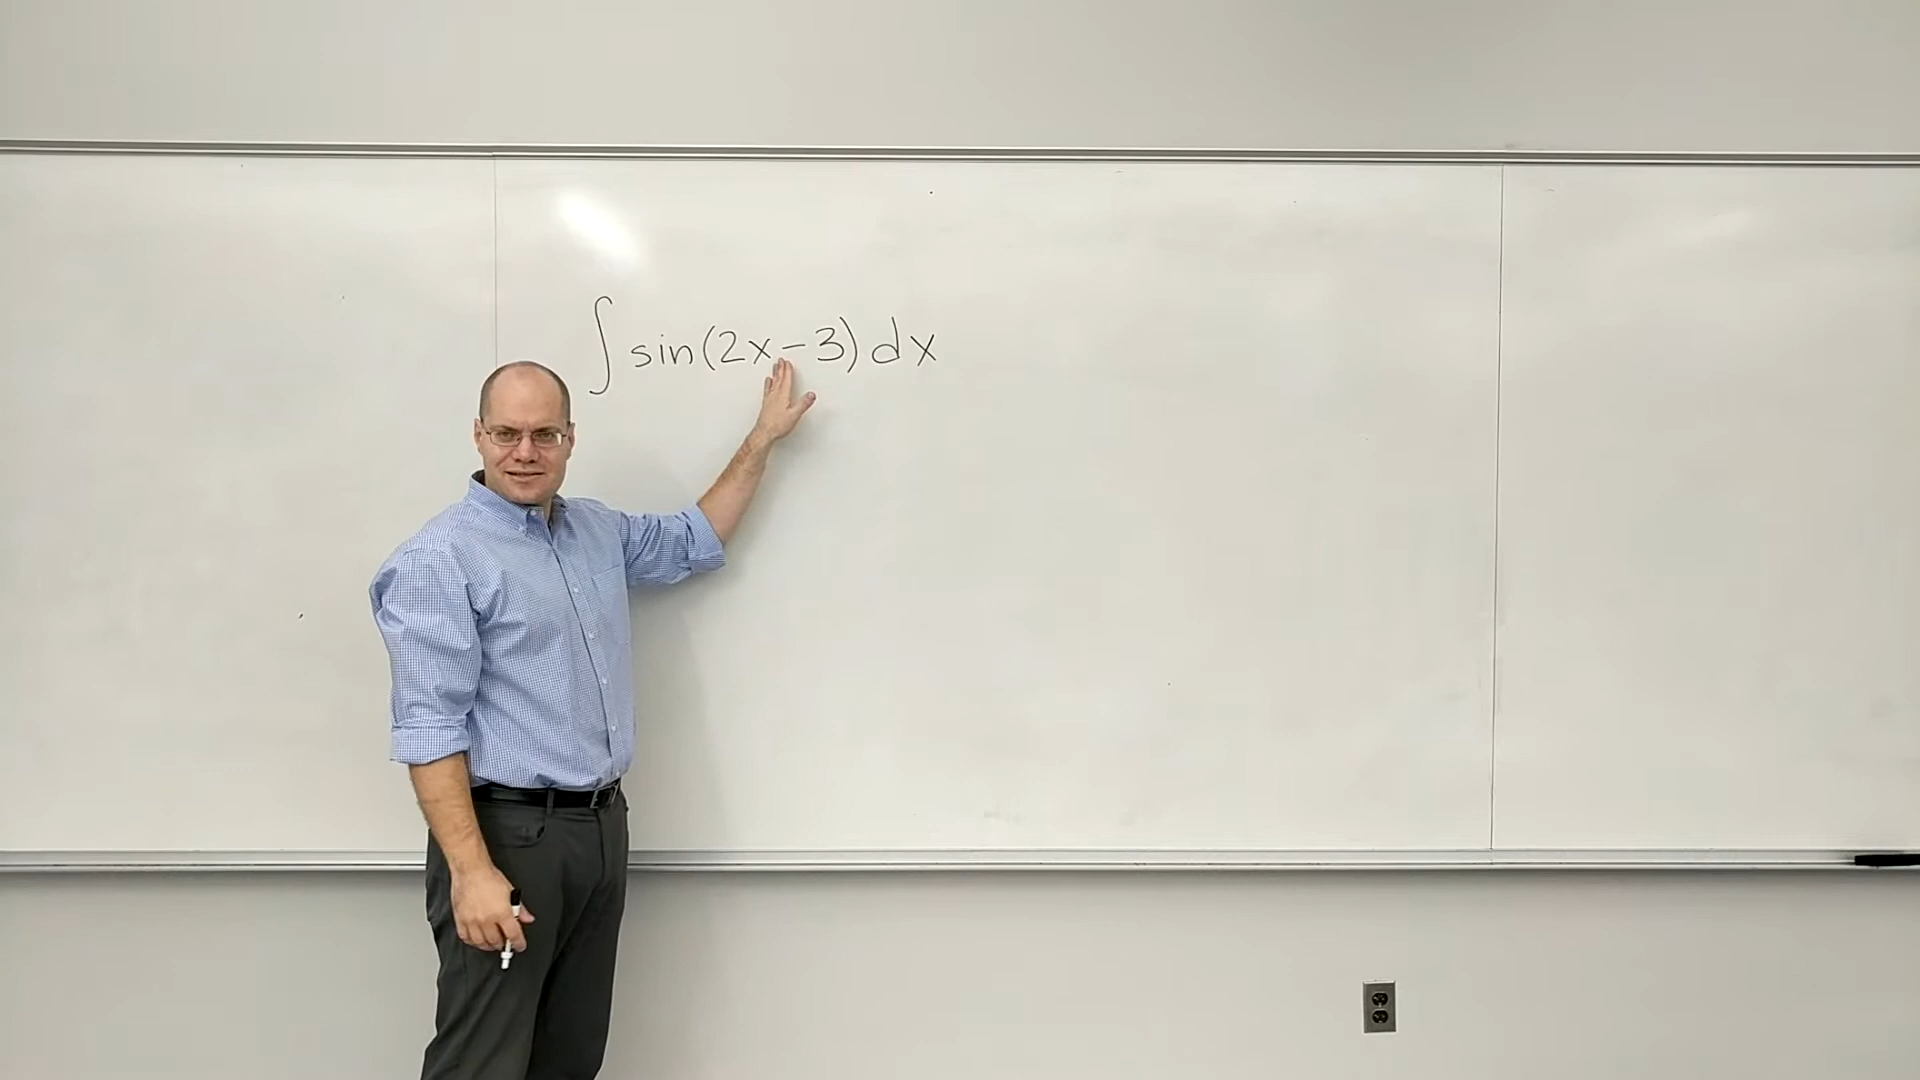 ∫ sin(2x-3) dx